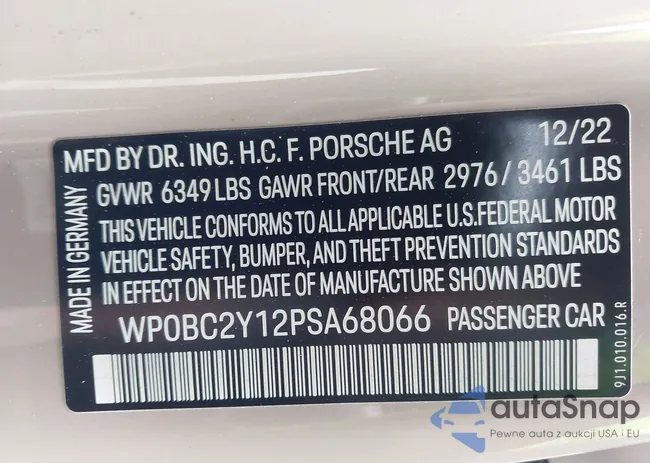 MFD BY DR. ING. H.C. F. PORSCHE AG 12/22
GVWR 6349 LBS GAWR FRONT/REAR 2976 / 3461 LBS
THIS VEHICLE CONFORMS TO ALL APPLICABLE U.S.FEDERAL MOTOR
VEHICLE SAFETY, BUMPER, AND THEFT PREVENTION STANDARDS
IN EFFECT ON THE DATE OF MANUFACTURE SHOWN ABOVE
WP0BC2Y12PSA68066 PASSENGER CAR
MADE IN GERMANY
9J1.010.016.R
autaSnap
Pewne auta z aukcji USA i EU